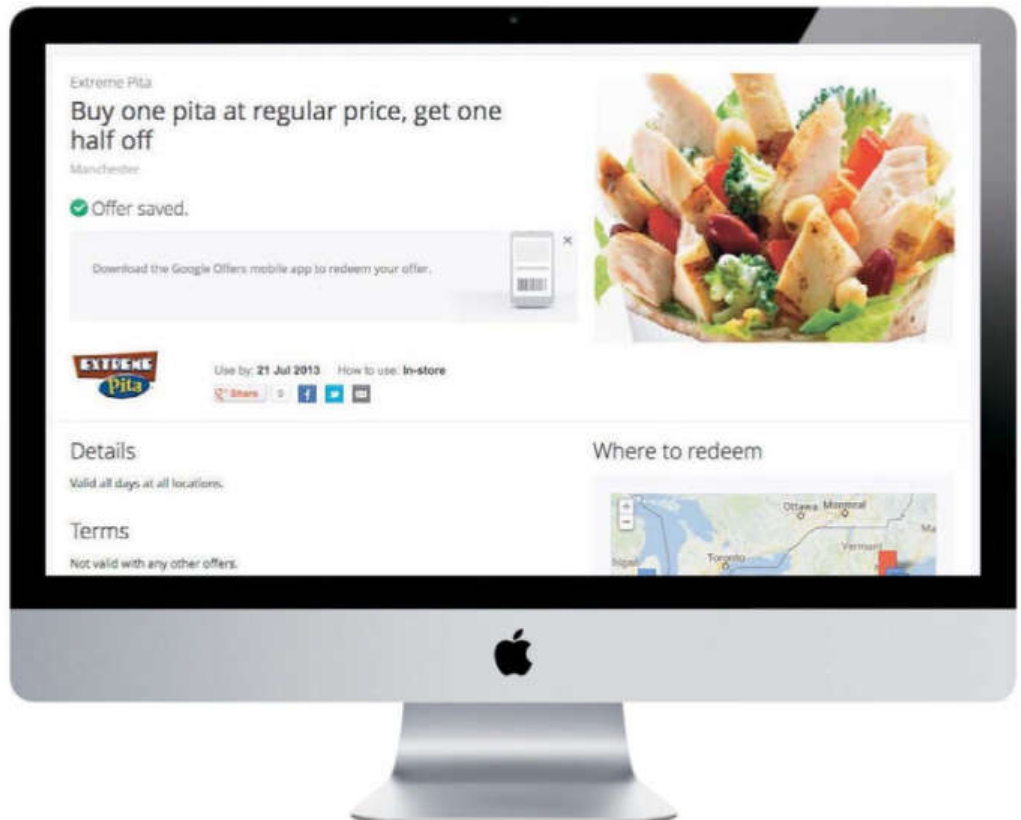 Extreme Pita
Buy one pita at regular price, get one
half off
Manchester
Offer saved.
Download the Google Offers mobile app to redeem your offer.
EXTREME
Pita
Use by: 21 Jul 2013 How to use: In-store
g+ Share 0
Details
Valid all days at all locations.
Terms
Not valid with any other offers.
Where to redeem
+
-
Ottawa Montreal
Toronto
Vermont
Ma
higan